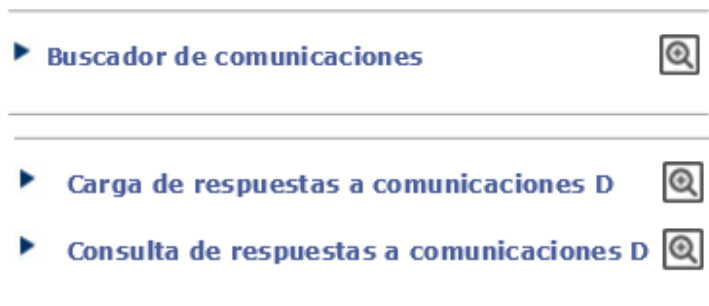 Buscador de comunicaciones
Carga de respuestas a comunicaciones D
Consulta de respuestas a comunicaciones D